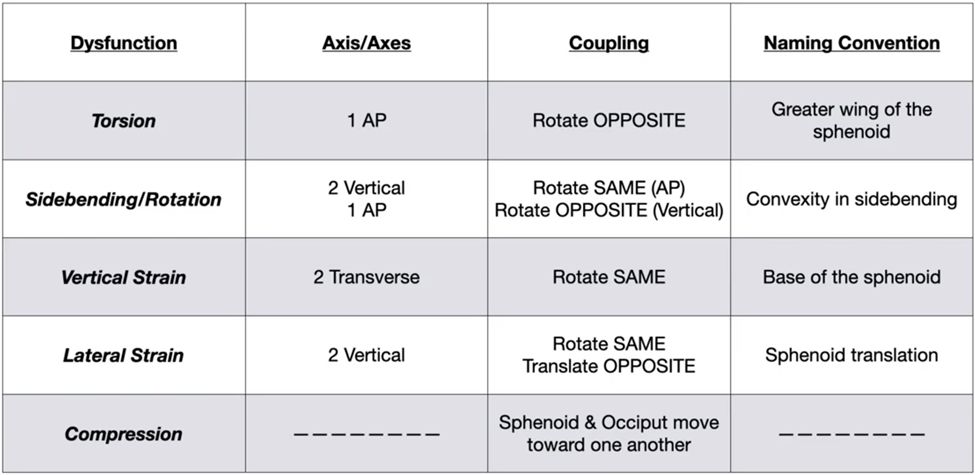 Dysfunction Axis/Axes Coupling Naming Convention
Torsion 1 AP Rotate OPPOSITE Greater wing of the
sphenoid
Sidebending/Rotation 2 Vertical Rotate SAME (AP) Convexity in sidebending
1 AP Rotate OPPOSITE (Vertical)
Vertical Strain 2 Transverse Rotate SAME Base of the sphenoid
Lateral Strain 2 Vertical Rotate SAME Sphenoid translation
Translate OPPOSITE
Compression — — — — — — — — Sphenoid & Occiput move — — — — — — — —
toward one another